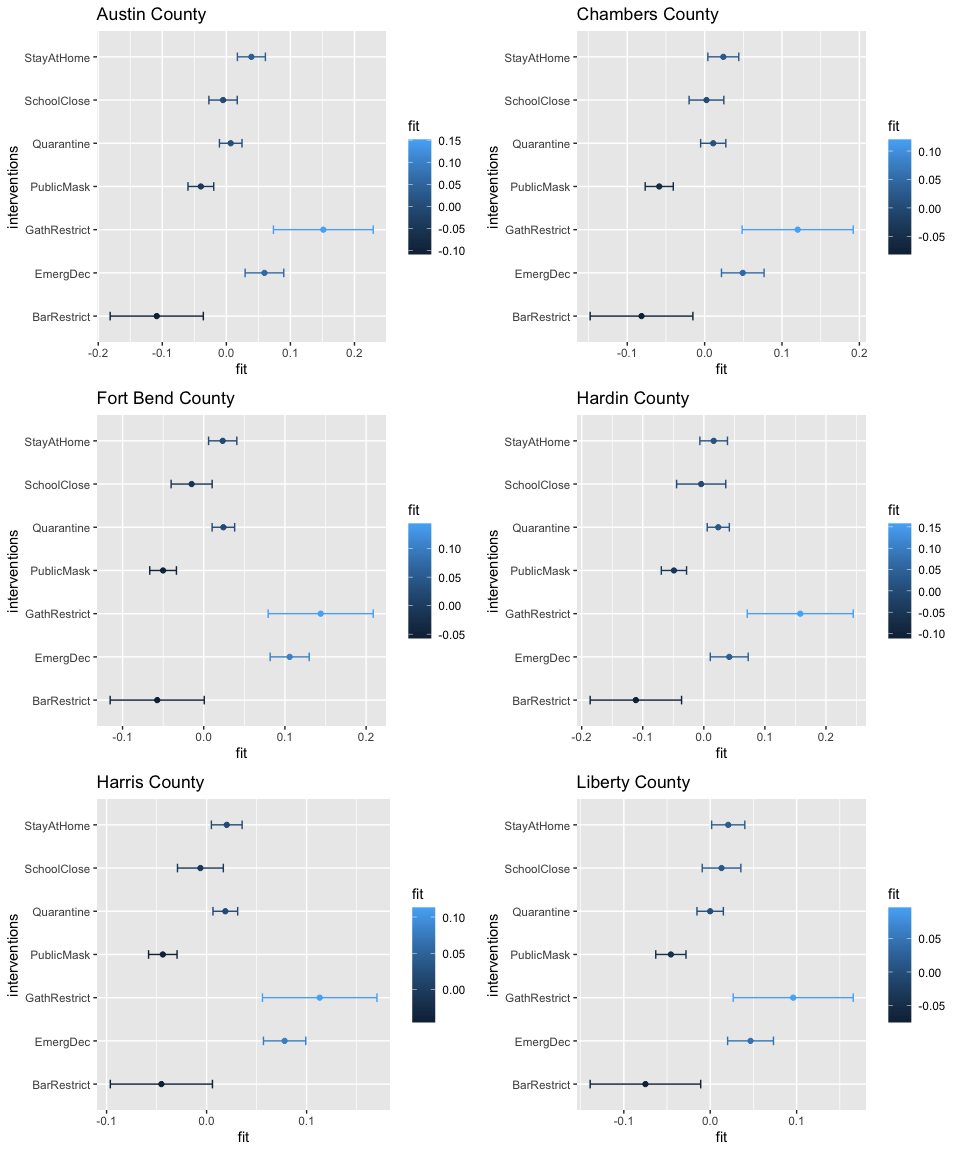 Austin County
interventions
StayAtHome
SchoolClose
Quarantine
PublicMask
GathRestrict
EmergDec
BarRestrict
-0.2 -0.1 0.0 0.1 0.2
fit
fit
0.15
0.10
0.05
0.00
-0.05
-0.10
Chambers County
interventions
StayAtHome
SchoolClose
Quarantine
PublicMask
GathRestrict
EmergDec
BarRestrict
-0.1 0.0 0.1 0.2
fit
fit
0.10
0.05
0.00
-0.05
Fort Bend County
interventions
StayAtHome
SchoolClose
Quarantine
PublicMask
GathRestrict
EmergDec
BarRestrict
-0.1 0.0 0.1 0.2
fit
fit
0.10
0.05
0.00
-0.05
Hardin County
interventions
StayAtHome
SchoolClose
Quarantine
PublicMask
GathRestrict
EmergDec
BarRestrict
-0.2 -0.1 0.0 0.1 0.2
fit
fit
0.15
0.10
0.05
0.00
-0.05
-0.10
Harris County
interventions
StayAtHome
SchoolClose
Quarantine
PublicMask
GathRestrict
EmergDec
BarRestrict
-0.1 0.0 0.1
fit
fit
0.10
0.05
0.00
Liberty County
interventions
StayAtHome
SchoolClose
Quarantine
PublicMask
GathRestrict
EmergDec
BarRestrict
-0.1 0.0 0.1
fit
fit
0.05
0.00
-0.05